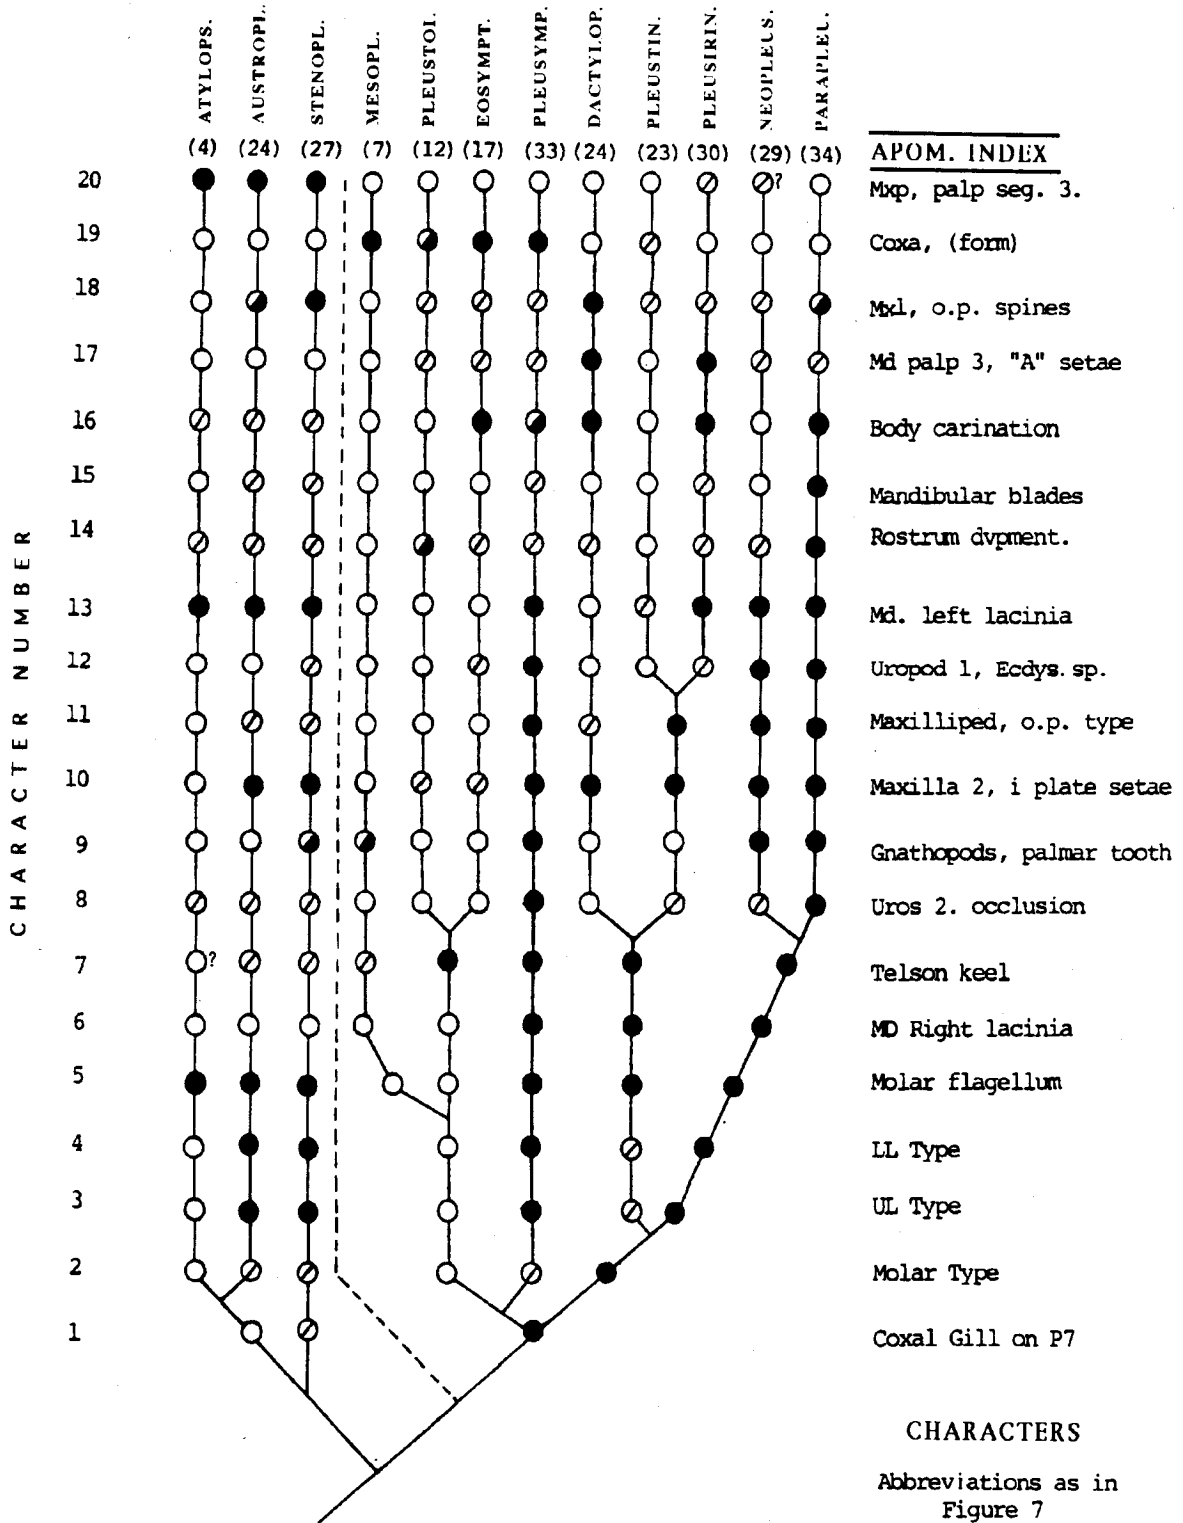 ATYLOPS.
AUSTROPL.
STENOPL.
MESOPL.
PLEUSTOI.
EOSYMPT.
PLEUSYMP.
DACTYLOP.
PLEUSTIN.
PLEUSIRIN.
NEOPLEUS.
PARAPLEU.
(4) (24) (27) (7) (12) (17) (33) (24) (23) (30) (29) (34) APOM. INDEX
20 ? Mxp, palp seg. 3.
19 Coxa, (form)
18 Mxl, o.p. spines
17 Md palp 3, "A" setae
16 Body carination
15 Mandibular blades
14 Rostrum dvpment.
13 Md. left lacinia
12 Uropod 1, Ecdys. sp.
11 Maxilliped, o.p. type
10 Maxilla 2, i plate setae
9 Gnathopods, palmar tooth
8 Uros 2. occlusion
7 ? Telson keel
6 MD Right lacinia
5 Molar flagellum
4 LL Type
3 UL Type
2 Molar Type
1 Coxal Gill on P7
CHARACTER NUMBER
CHARACTERS
Abbreviations as in
Figure 7